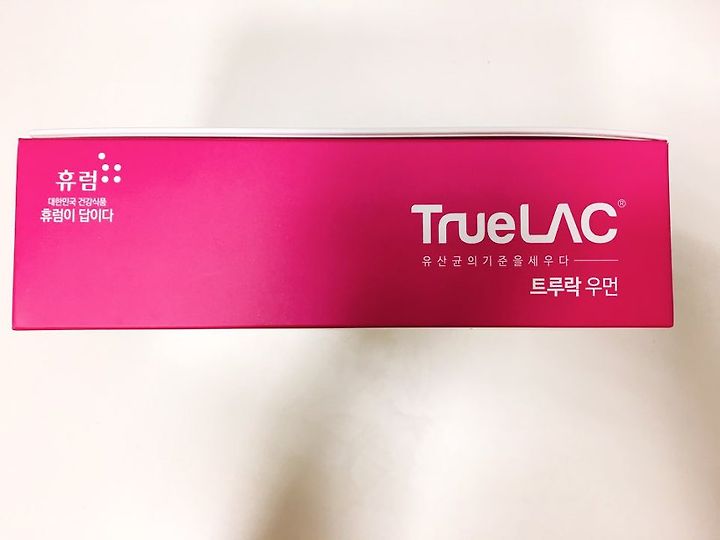 휴럼
대한민국 건강식품
휴럼이 답이다
TrueLAC®
유산균의기준을세우다
트루락 우먼